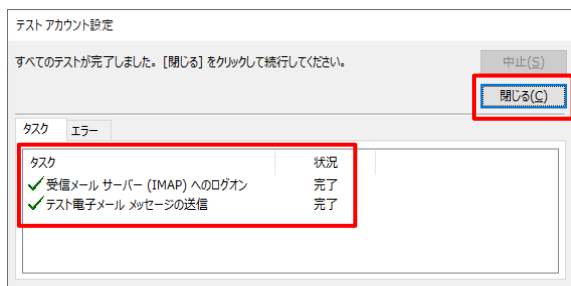 テスト アカウント設定
すべてのテストが完了しました。[閉じる] をクリックして続行してください。
中止(S)
閉じる(C)
タスク エラー
タスク 状況
受信メール サーバー (IMAP) へのログオン 完了
テスト電子メール メッセージの送信 完了